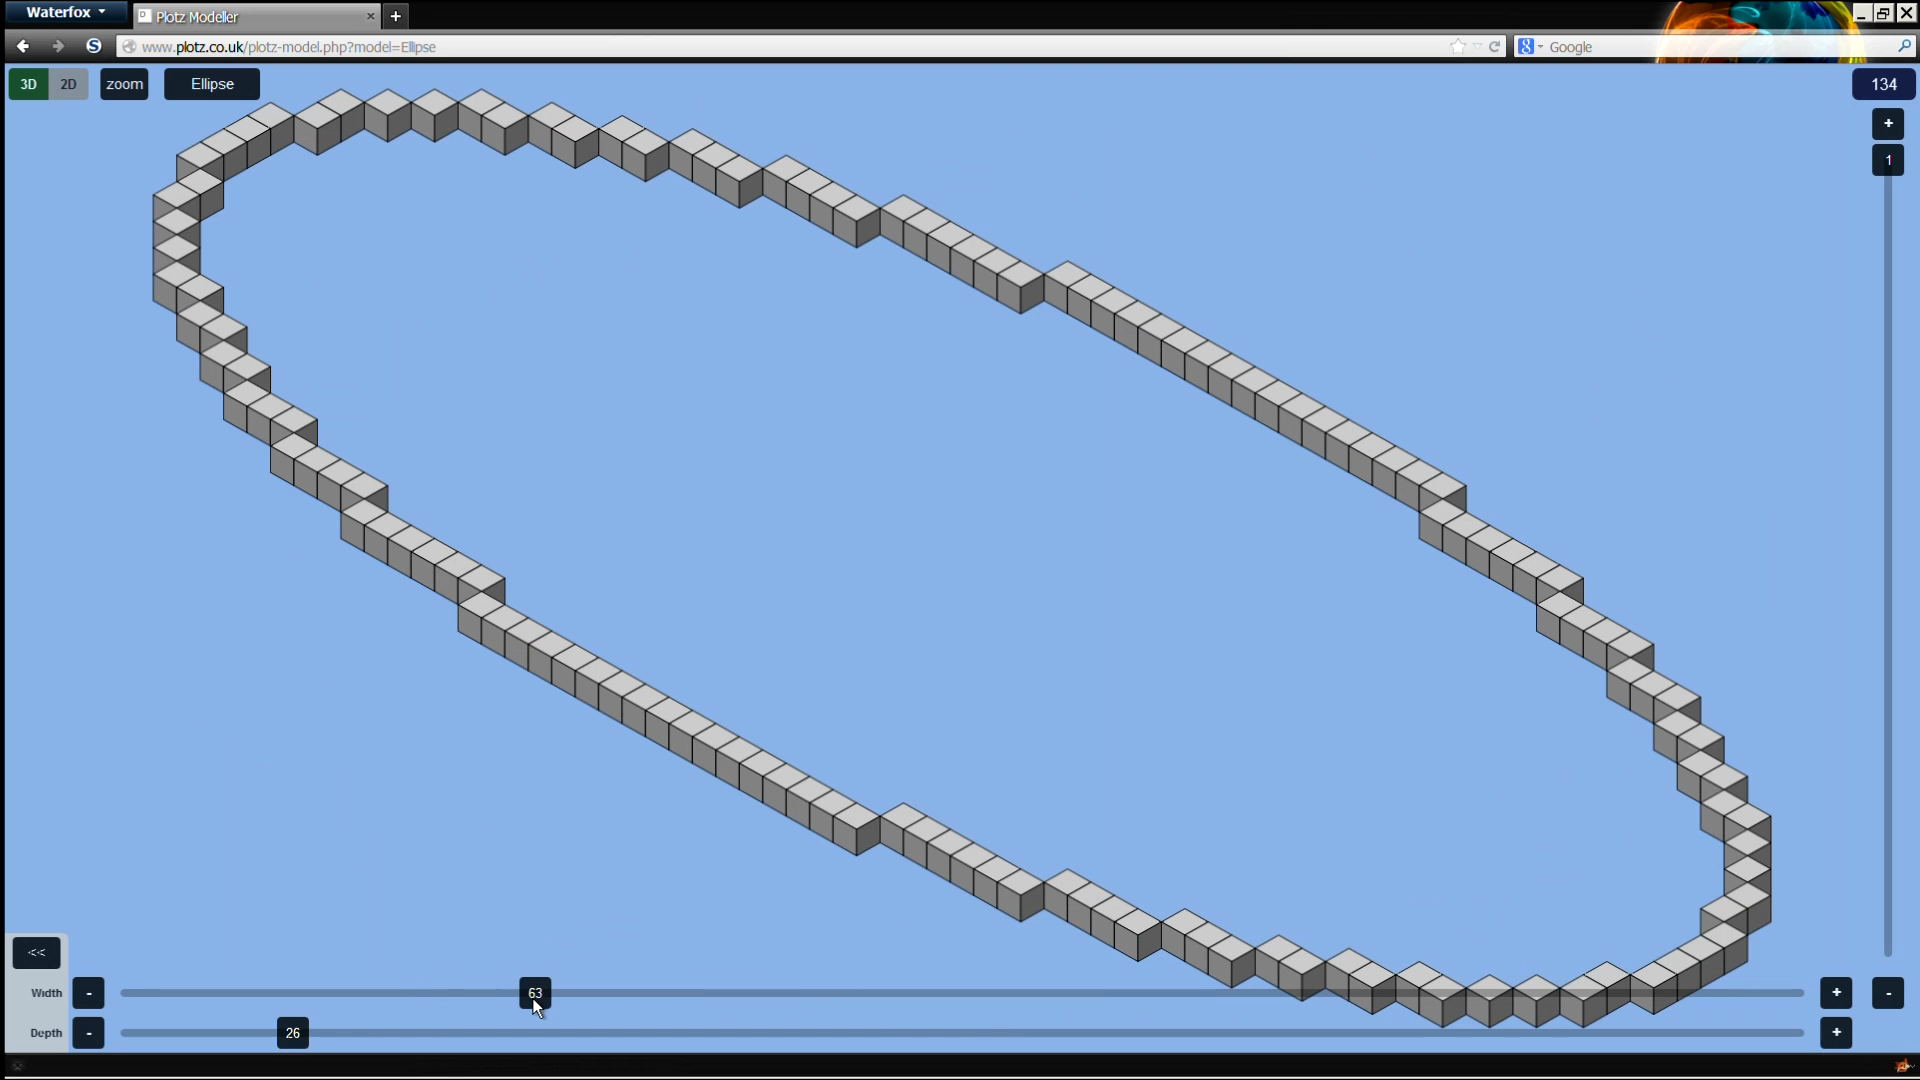 Waterfox
Plotz Modeller
www.plotz.co.uk/plotz-model.php?model=Ellipse
Google
3D
2D
zoom
Ellipse
134
+
1
<<
Width
-
63
+
-
Depth
-
26
+